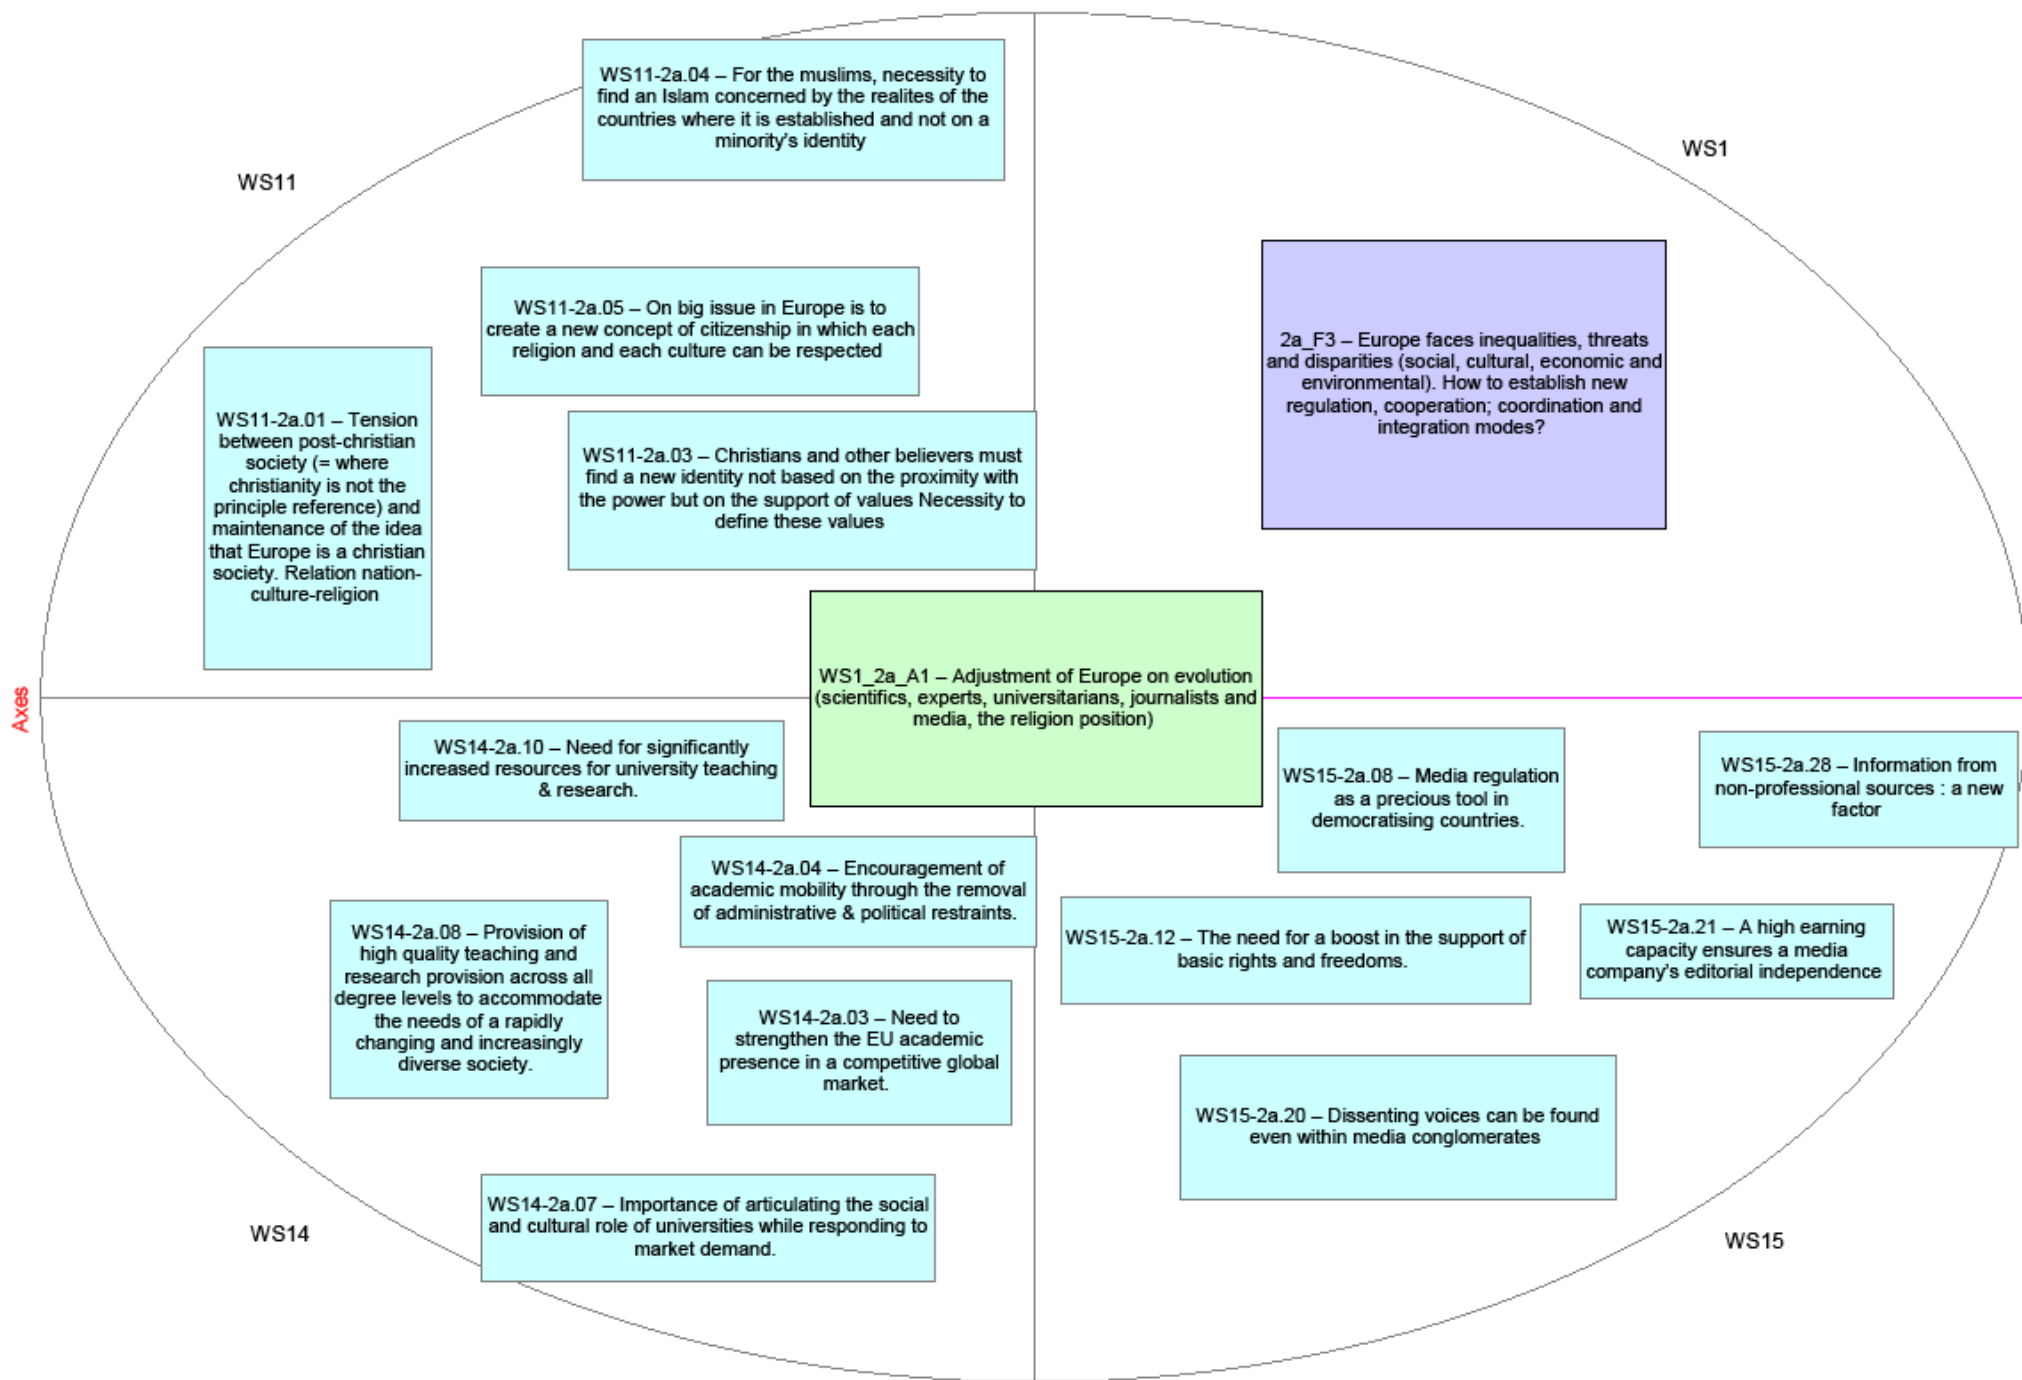 WS11-2a.04 – For the muslims, necessity to
find an Islam concerned by the realites of the
countries where it is established and not on a
minority's identity
WS1
WS11
WS11-2a.05 – On big issue in Europe is to
create a new concept of citizenship in which each
religion and each culture can be respected
2a_F3 – Europe faces inequalities, threats
and disparities (social, cultural, economic and
environmental). How to establish new
regulation, cooperation; coordination and
integration modes?
WS11-2a.01 – Tension
between post-christian
society (= where
christianity is not the
principle reference) and
maintenance of the idea
that Europe is a christian
society. Relation nation-
culture-religion
WS11-2a.03 – Christians and other believers must
find a new identity not based on the proximity with
the power but on the support of values Necessity to
define these values
WS1_2a_A1 – Adjustment of Europe on evolution
(scientifics, experts, universitarians, journalists and
media, the religion position)
Axes
WS14-2a.10 – Need for significantly
increased resources for university teaching
& research.
WS15-2a.08 – Media regulation
as a precious tool in
democratising countries.
WS15-2a.28 – Information from
non-professional sources : a new
factor
WS14-2a.04 – Encouragement of
academic mobility through the removal
of administrative & political restraints.
WS14-2a.08 – Provision of
high quality teaching and
research provision across all
degree levels to accommodate
the needs of a rapidly
changing and increasingly
diverse society.
WS15-2a.12 – The need for a boost in the support of
basic rights and freedoms.
WS15-2a.21 – A high earning
capacity ensures a media
company's editorial independence
WS14-2a.03 – Need to
strengthen the EU academic
presence in a competitive global
market.
WS15-2a.20 – Dissenting voices can be found
even within media conglomerates
WS14-2a.07 – Importance of articulating the social
and cultural role of universities while responding to
market demand.
WS14
WS15